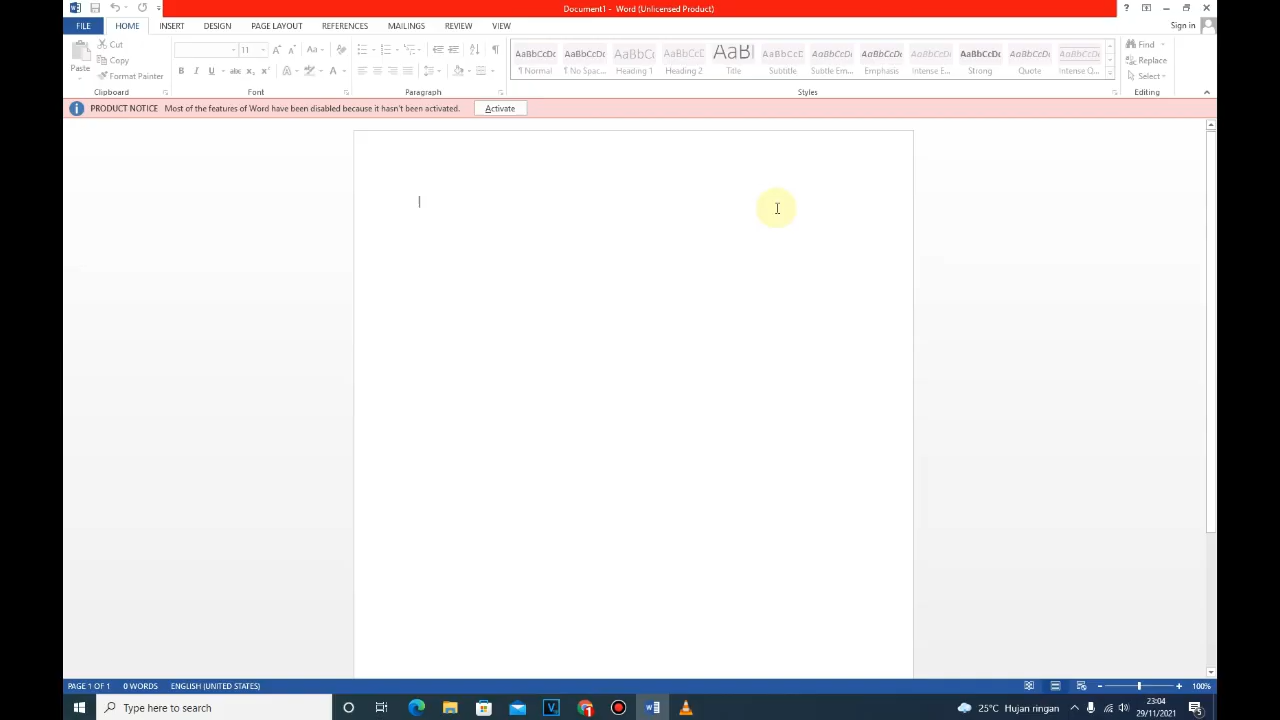 Document1 - Word (Unlicensed Product)
FILE HOME INSERT DESIGN PAGE LAYOUT REFERENCES MAILINGS REVIEW VIEW Sign in
Paste
Cut
Copy
Format Painter
Clipboard
11
Font
Paragraph
AaBbCcDc AaBbCcDc AaBbCc AaBbCcD AaB AaBbCcD AaBbCcDc AaBbCcDc AaBbCcDc AaBbCcDc AaBbCcDc AaBbCcDc
¶ Normal ¶ No Spac... Heading 1 Heading 2 Title Subtitle Subtle Em... Emphasis Intense E... Strong Quote Intense Q...
Styles
Find
Replace
Select
Editing
PRODUCT NOTICE Most of the features of Word have been disabled because it hasn't been activated. Activate
PAGE 1 OF 1 0 WORDS ENGLISH (UNITED STATES) 100%
Type here to search
25°C Hujan ringan
23:04
29/11/2021